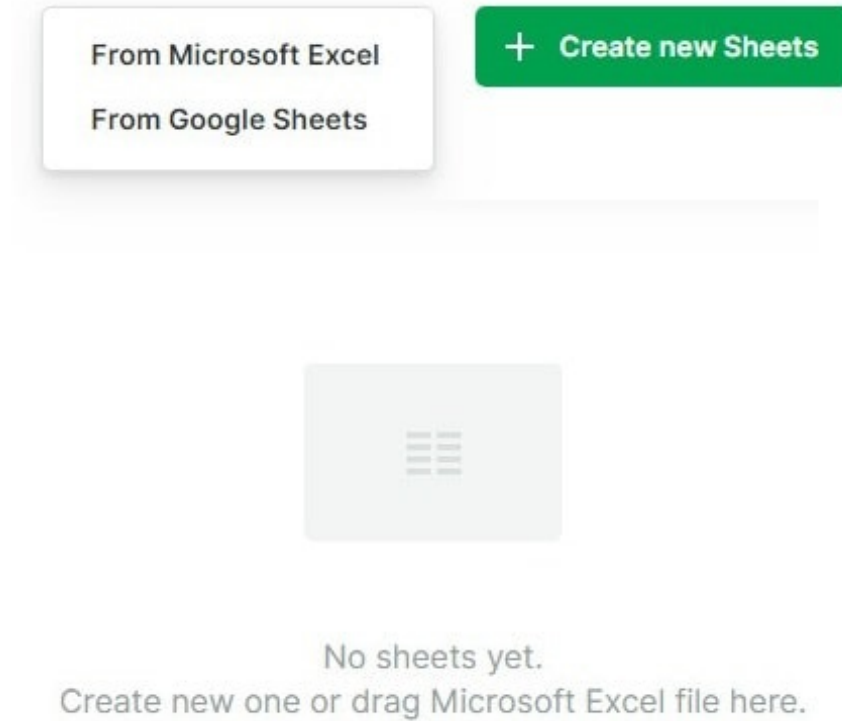 From Microsoft Excel
From Google Sheets
+ Create new Sheets
No sheets yet.
Create new one or drag Microsoft Excel file here.